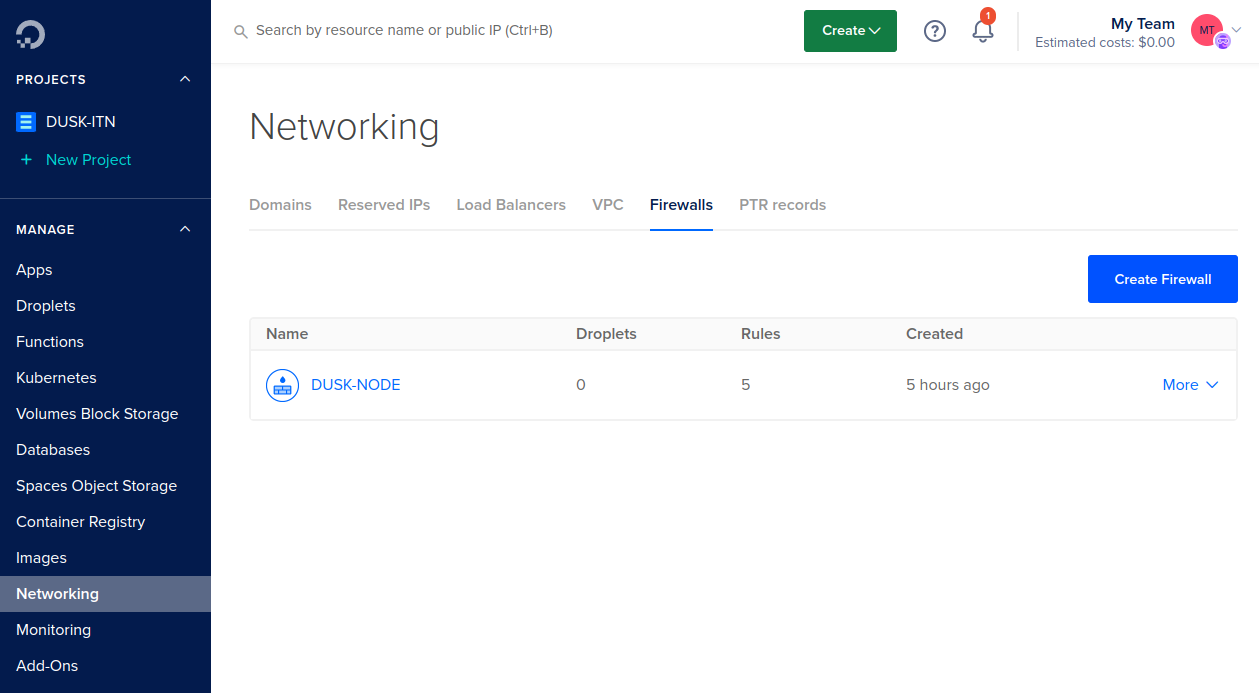 Search by resource name or public IP (Ctrl+B)
Create
?
1
My Team
Estimated costs: $0.00
MT
PROJECTS
DUSK-ITN
+ New Project
MANAGE
Apps
Droplets
Functions
Kubernetes
Volumes Block Storage
Databases
Spaces Object Storage
Container Registry
Images
Networking
Monitoring
Add-Ons
Networking
Domains Reserved IPs Load Balancers VPC Firewalls PTR records
Create Firewall
Name Droplets Rules Created
DUSK-NODE 0 5 5 hours ago More